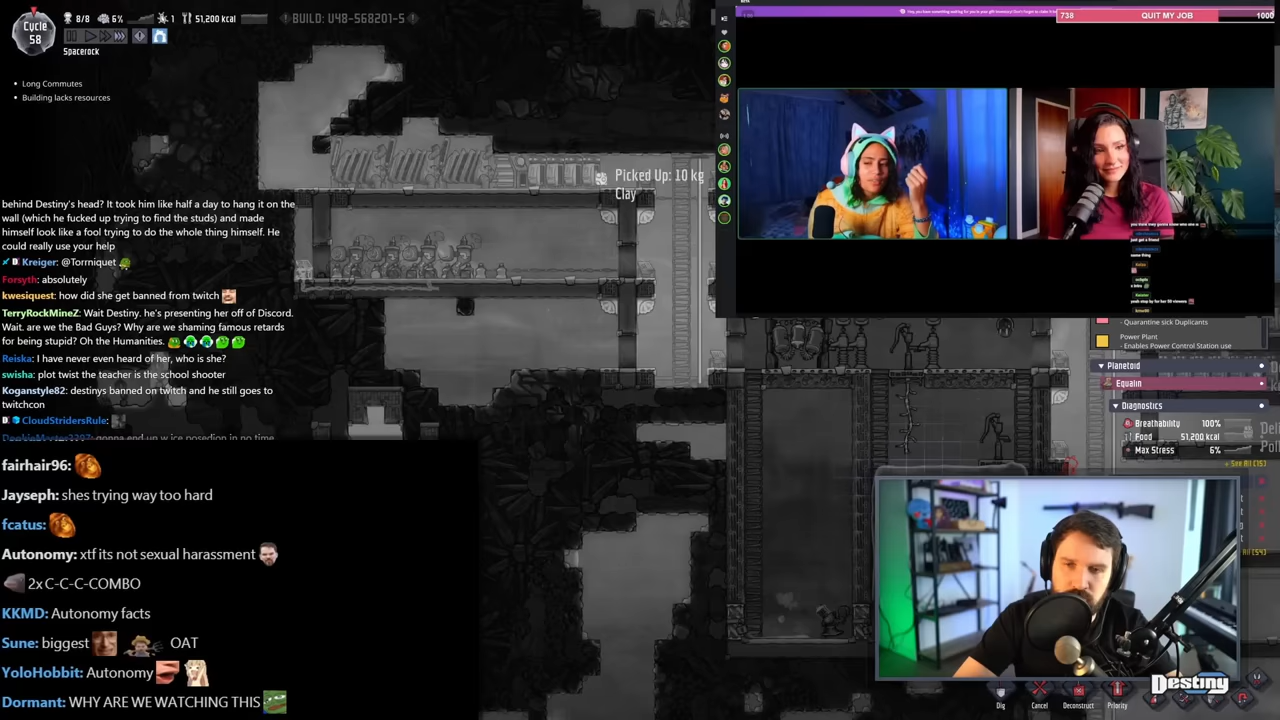 8/8 6% 1 51,200 kcal
BUILD: U48-568201-S
Cycle
58
Spacerock
Long Commutes
Building lacks resources
QUIT MY JOB
738
1000
Picked Up: 10 kg
Clay
behind Destiny's head? It took him like half a day to hang it on the
wall (which he fucked up trying to find the studs) and made
himself look like a fool trying to do the whole thing himself. He
could really use your help
Kreiger: @Tormiquet
Forsyth: absolutely
kwesiquest: how did she get banned from twitch
TerryRockMineZ: Wait Destiny. he's presenting her off of Discord.
Wait. are we the Bad Guys? Why are we shaming famous retards
for being stupid? Oh the Humanities.
Reiska: I have never even heard of her, who is she?
swisha: plot twist the teacher is the school shooter
Koganstyle82: destinys banned on twitch and he still goes to
twitchcon
CloudStridersRule:
fairhair96:
Jayseph: shes trying way too hard
fcatus:
Autonomy: xtf its not sexual harassment
2x C-C-C-COMBO
KKMD: Autonomy facts
Sune: biggest OAT
YoloHobbit: Autonomy
Dormant: WHY ARE WE WATCHING THIS
- Quarantine sick Duplicants
Power Plant
- Enables Power Control Station use
Planetoid
Equalin
Diagnostics
Breathability 100%
Food 51,200 kcal
Max Stress 6%
+ See All (15)
Destiny
Dig
Cancel
Deconstruct
Priority